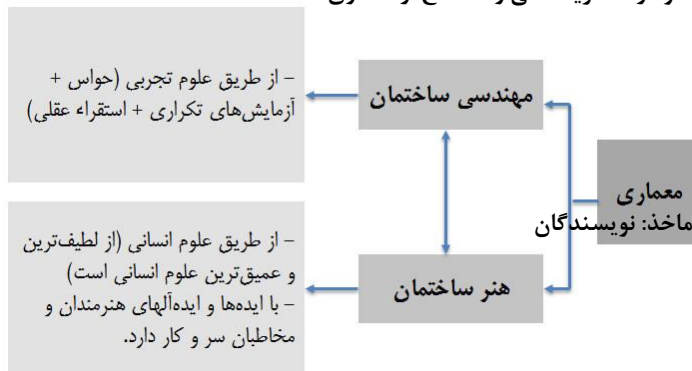 معماری
ماخذ: نویسندگان
مهندسی ساختمان
– از طریق علوم تجربی (حواس +
آزمایش‌های تکراری + استقراء عقلی)
هنر ساختمان
– از طریق علوم انسانی (از لطیف‌ترین
و عمیق‌ترین علوم انسانی است)
– با ایده‌ها و ایده‌آلهای هنرمندان و
مخاطبان سر و کار دارد.